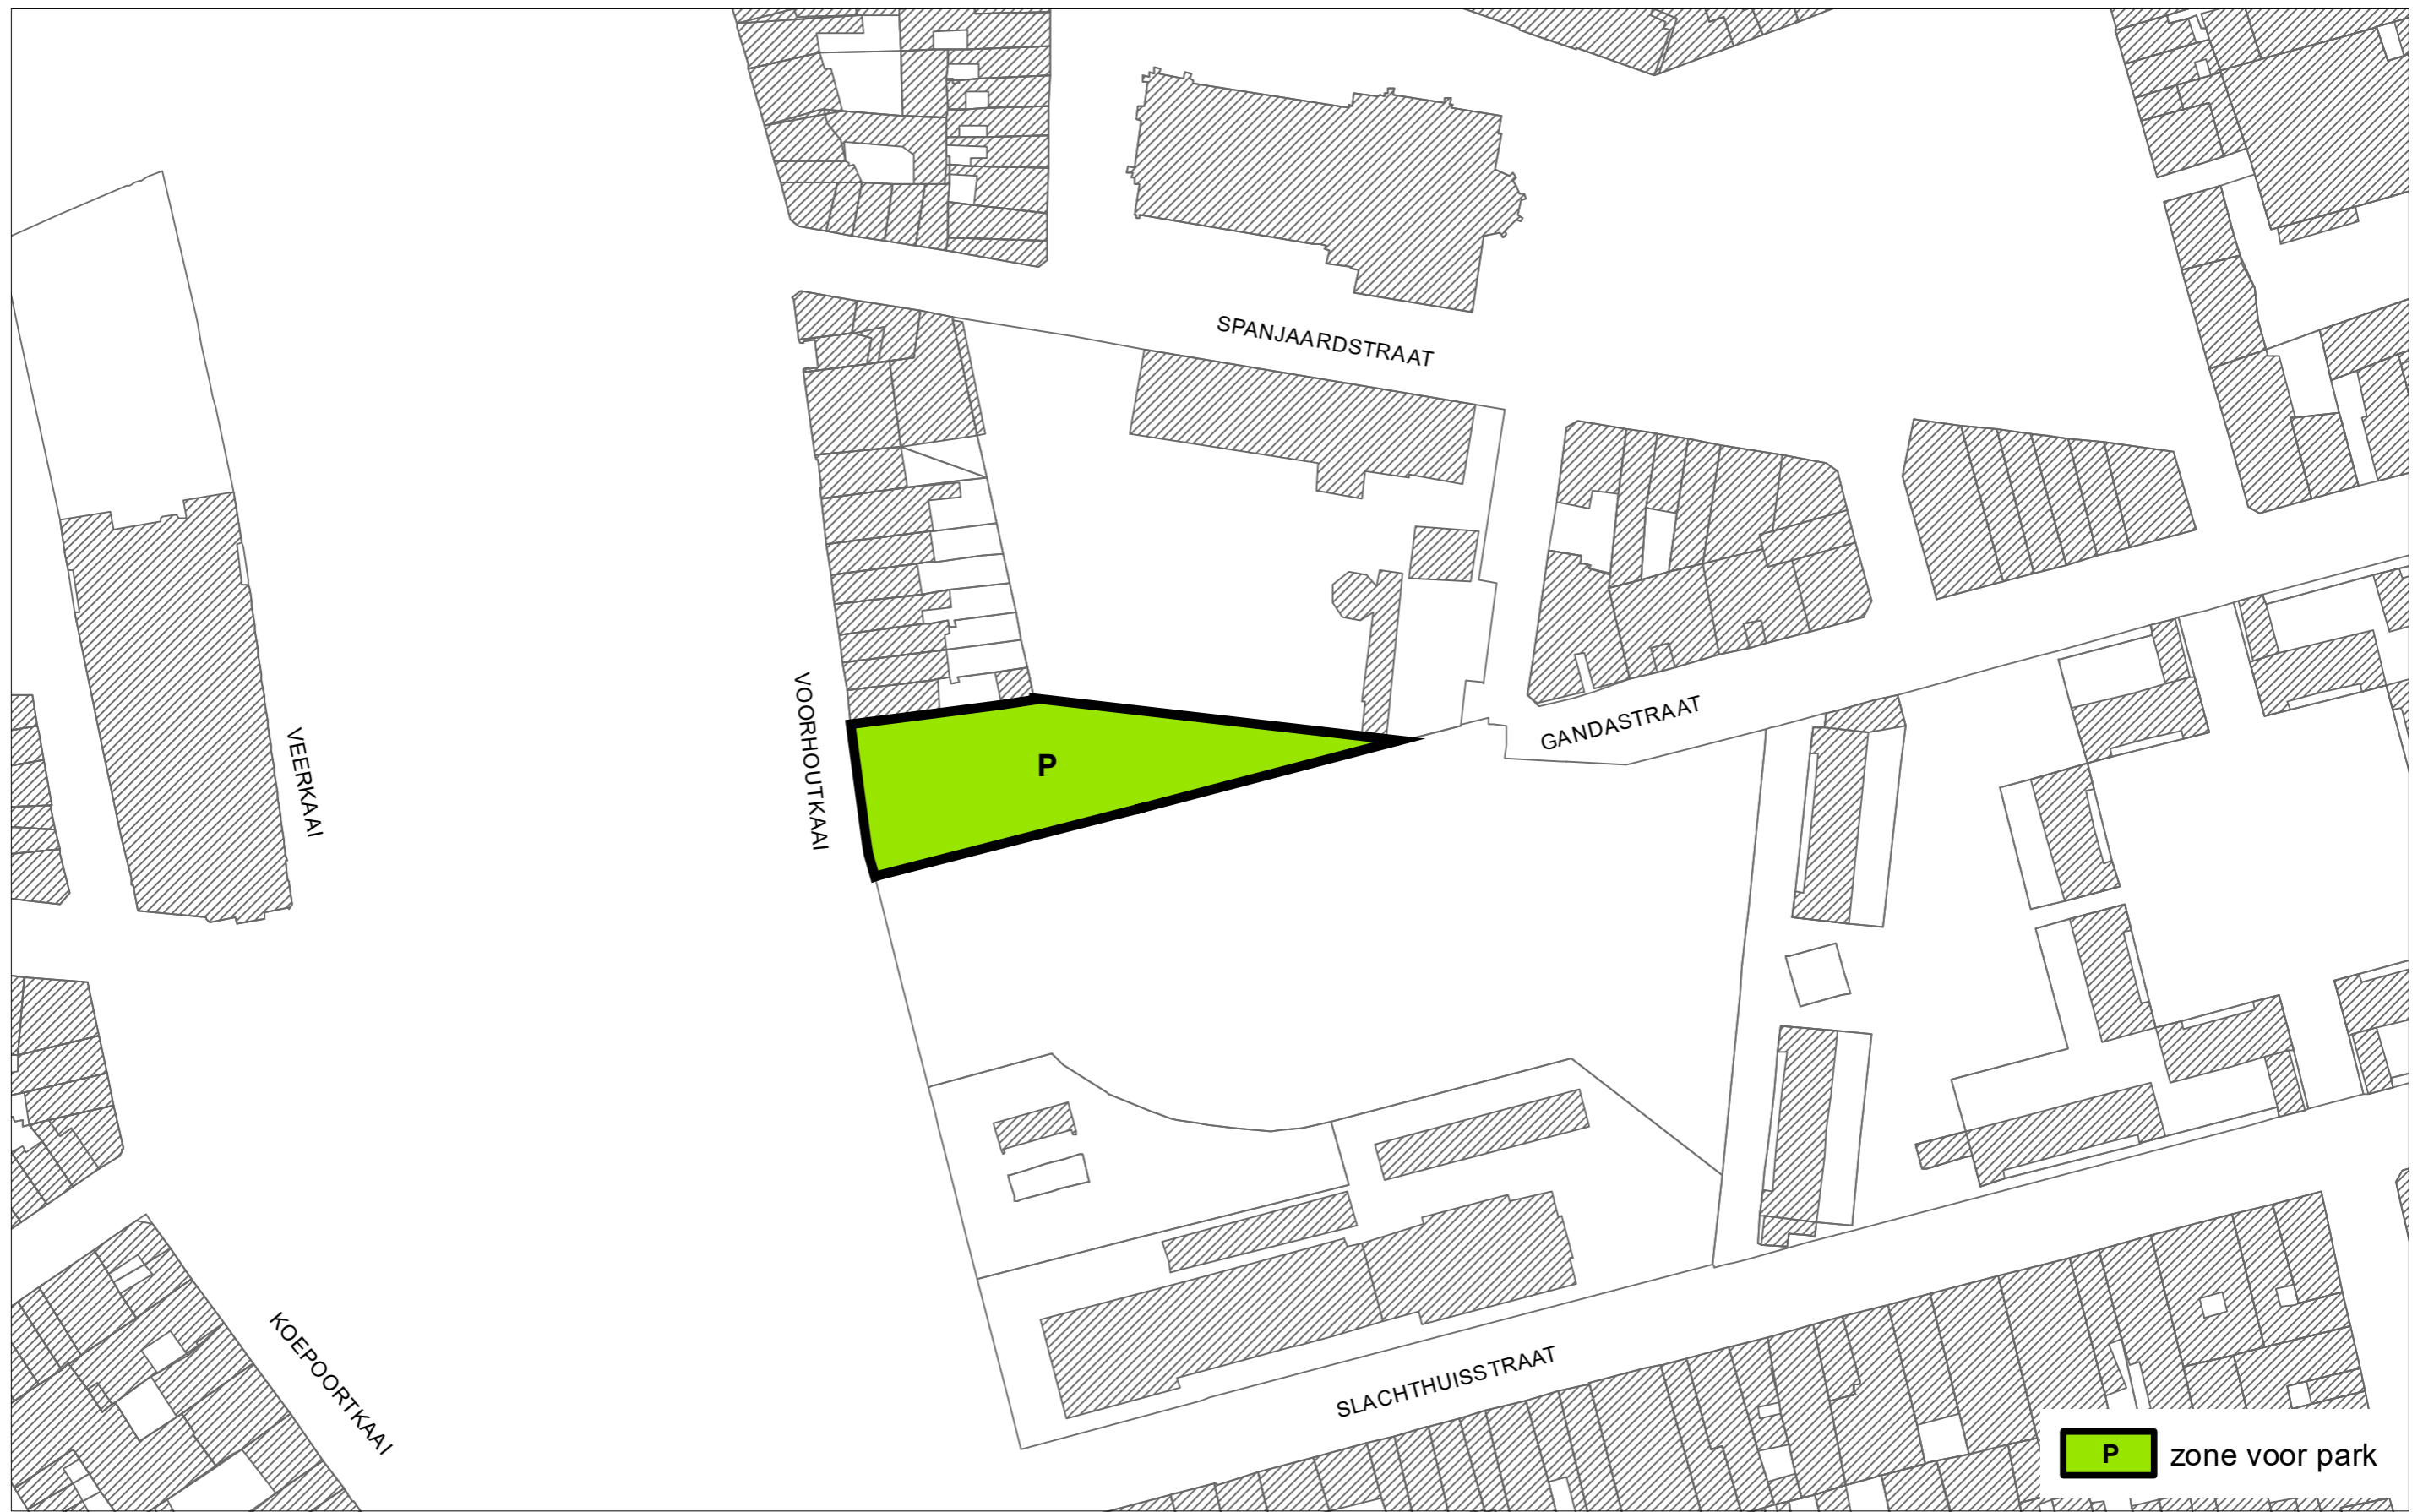 SPANJAARDSTRAAT
VOORHOUTKAAI
GANDASTRAAT
VEERKAAI
P
KOEPOORTKAAI
SLACHTHUISSTRAAT
P zone voor park